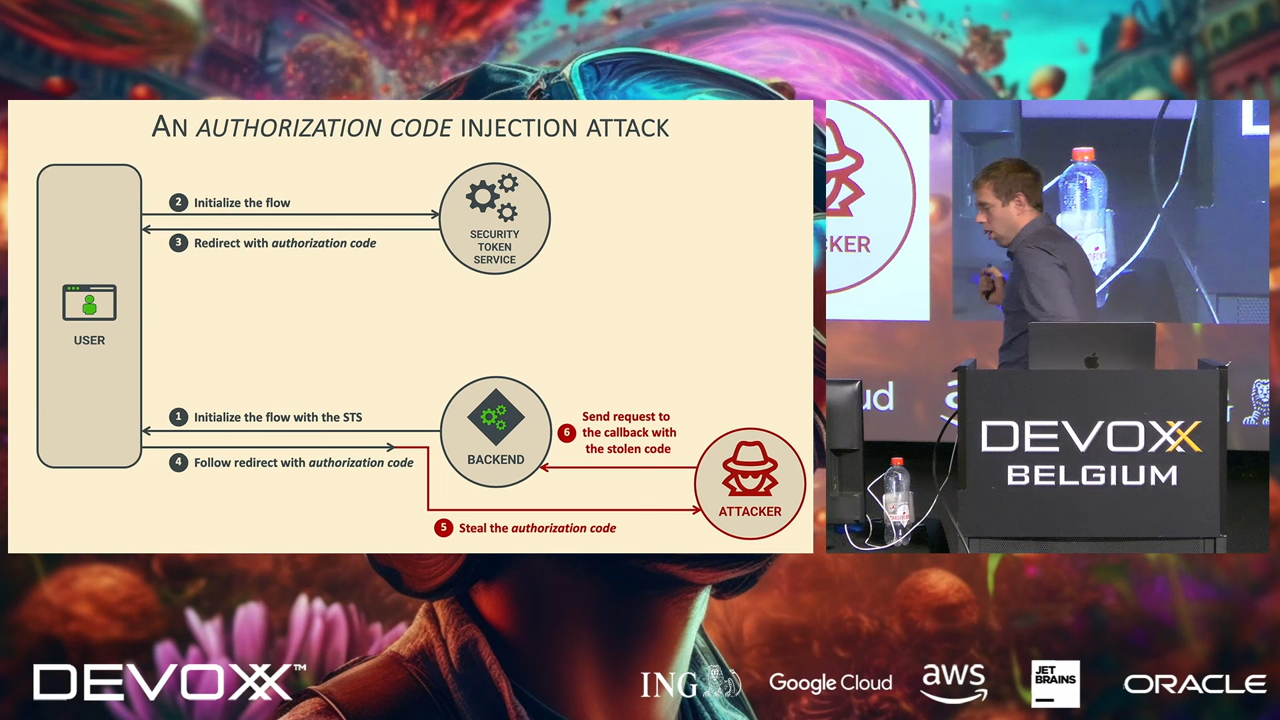 AN AUTHORIZATION CODE INJECTION ATTACK
2 Initialize the flow
3 Redirect with authorization code
SECURITY
TOKEN
SERVICE
USER
1 Initialize the flow with the STS
4 Follow redirect with authorization code
BACKEND
6 Send request to
the callback with
the stolen code
ATTACKER
5 Steal the authorization code
CKER
ud
DEVOXX
BELGIUM
DEVOXX™
ING
Google Cloud
aws
JET
BRAINS
ORACLE